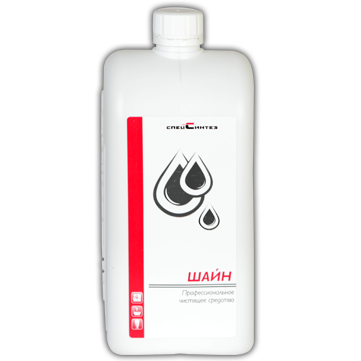 СПЕЦСИНТЕЗ
ШАЙН
Профессиональное
чистящее средство